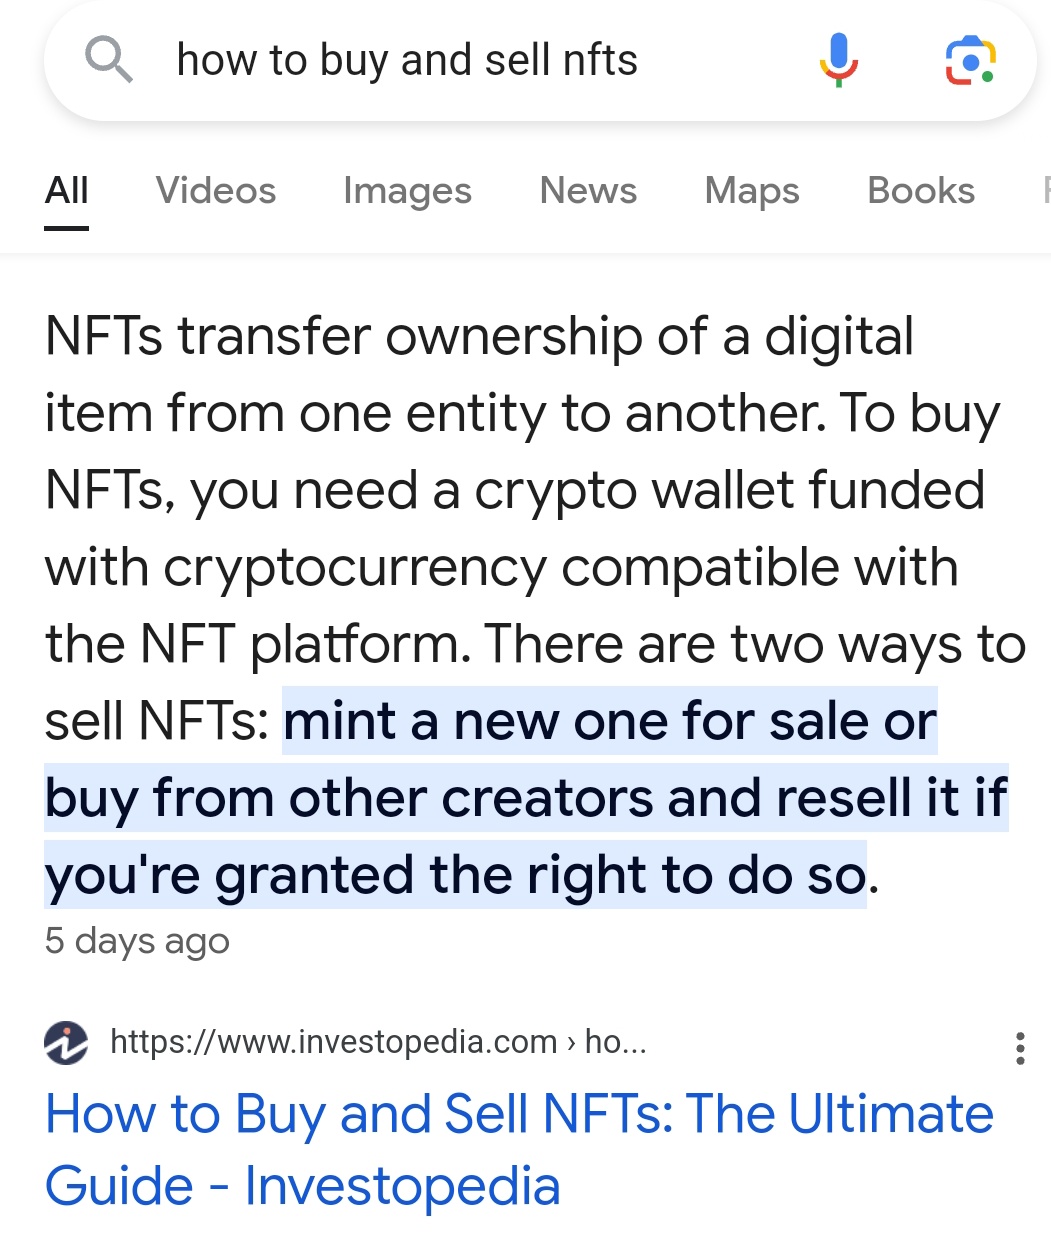 how to buy and sell nfts
All Videos Images News Maps Books
NFTs transfer ownership of a digital
item from one entity to another. To buy
NFTs, you need a crypto wallet funded
with cryptocurrency compatible with
the NFT platform. There are two ways to
sell NFTs: mint a new one for sale or
buy from other creators and resell it if
you're granted the right to do so.
5 days ago
https://www.investopedia.com › ho...
How to Buy and Sell NFTs: The Ultimate
Guide - Investopedia